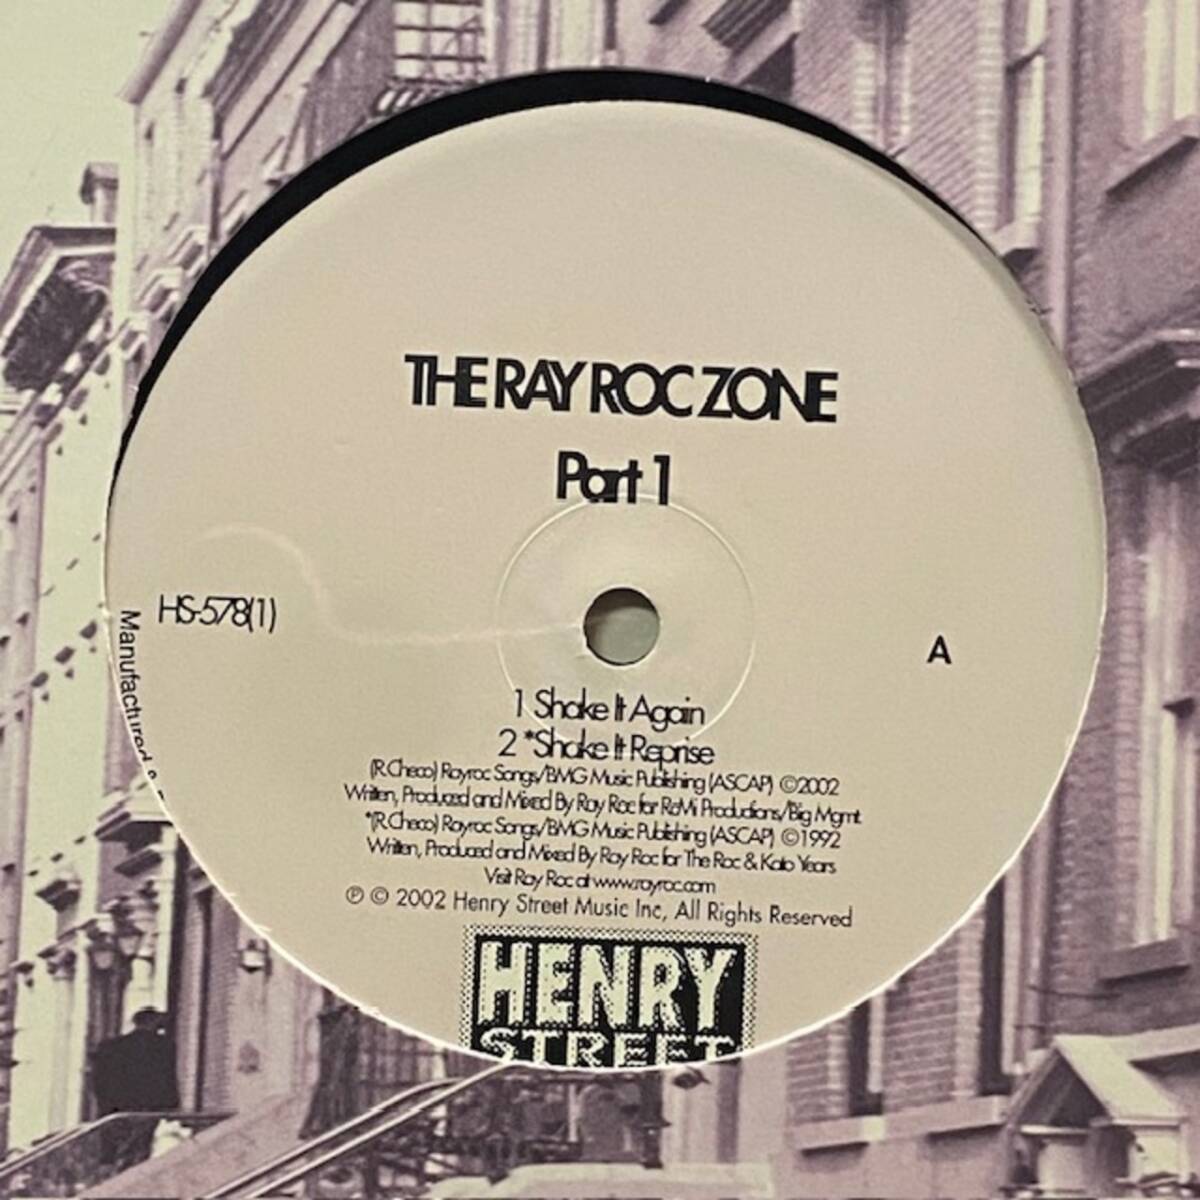 THE RAY ROC ZONE
Part 1
HS-578(1)
A
Manufactured
1 Shake It Again
2 *Shake It Reprise
(R.Checo) Rayroc Songs/BMG Music Publishing (ASCAP) ©2002
Written, Produced and Mixed By Ray Roc for RoMi Productions/Big Mgmt
*(R.Checo) Rayroc Songs/BMG Music Publishing (ASCAP) ©1992
Written, Produced and Mixed By Ray Roc for The Roc & Kato Years
Visit Ray Roc at www.rayroc.com
℗ © 2002 Henry Street Music Inc, All Rights Reserved
HENRY
STREET